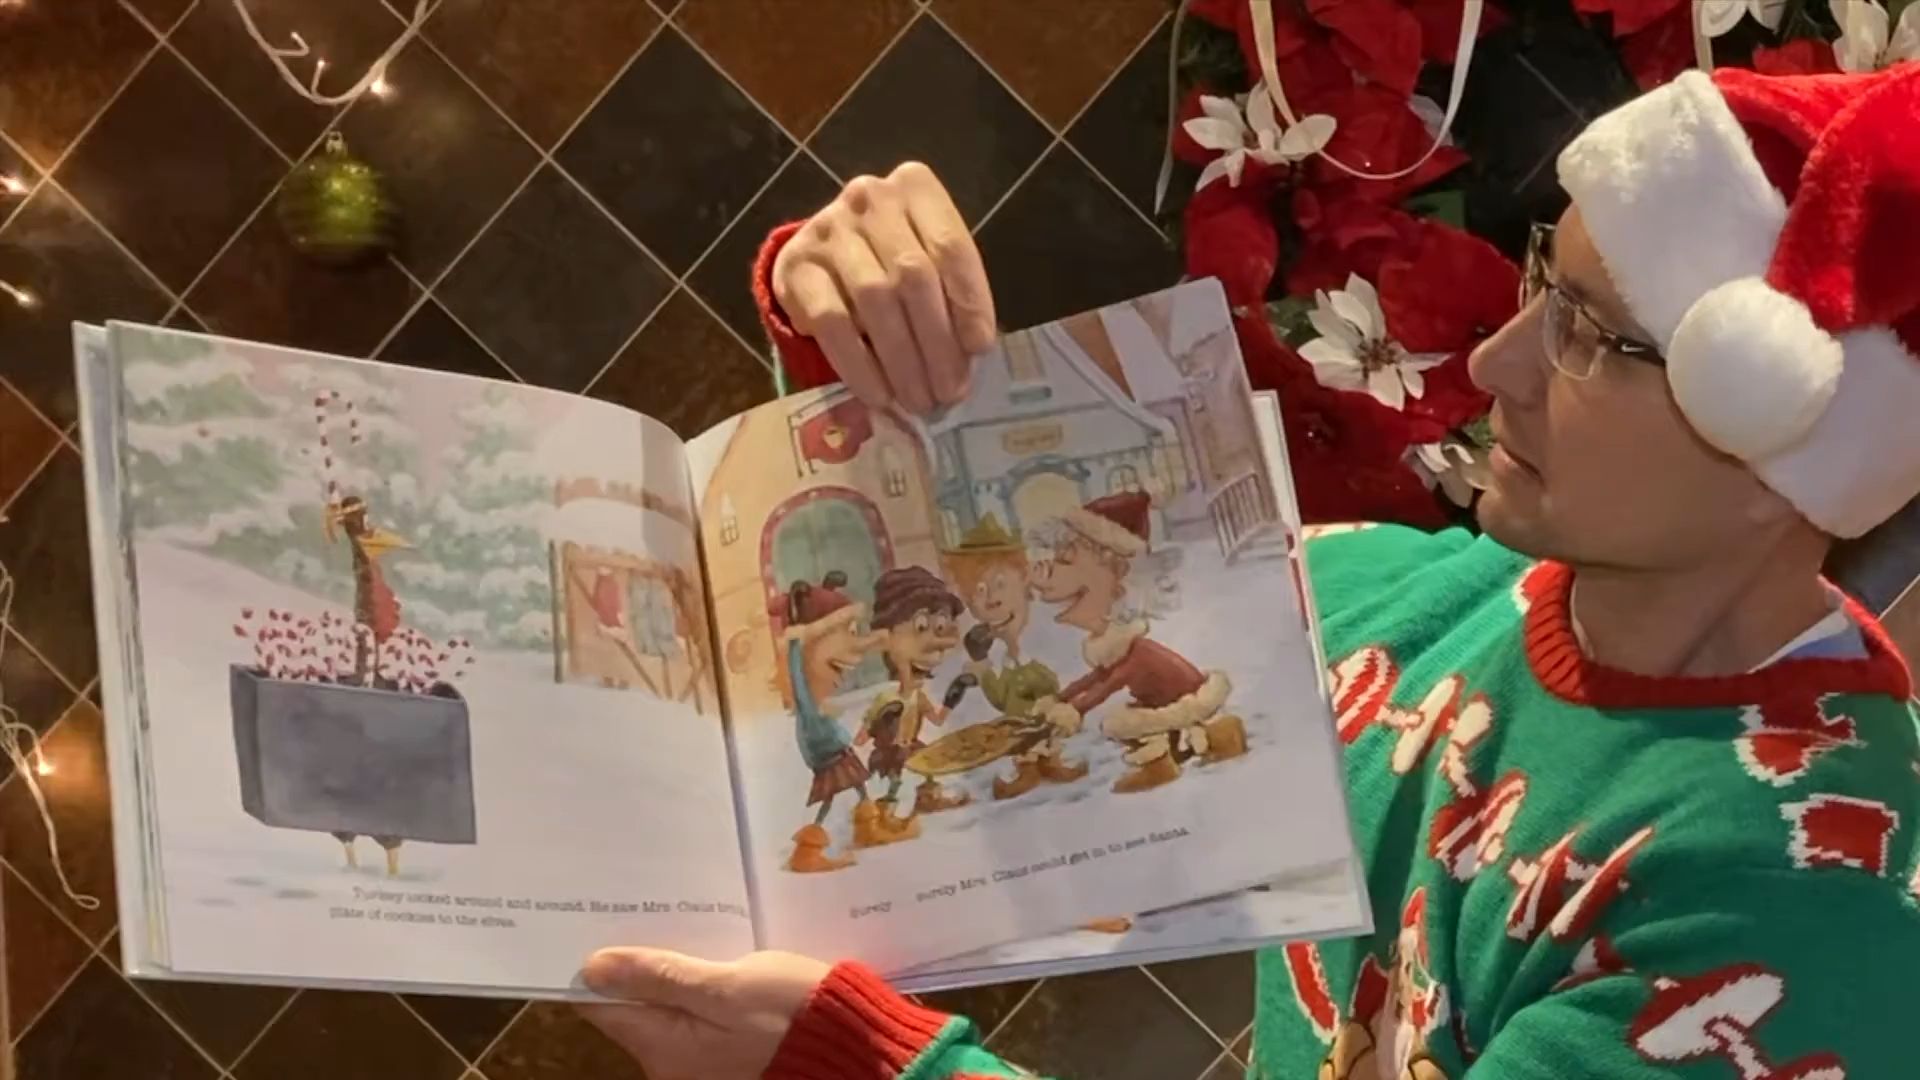 Turkey looked around and around. He saw Mrs. Claus
plate of cookies to the elves.
Surely surely Mrs. Claus could get in to see Santa.